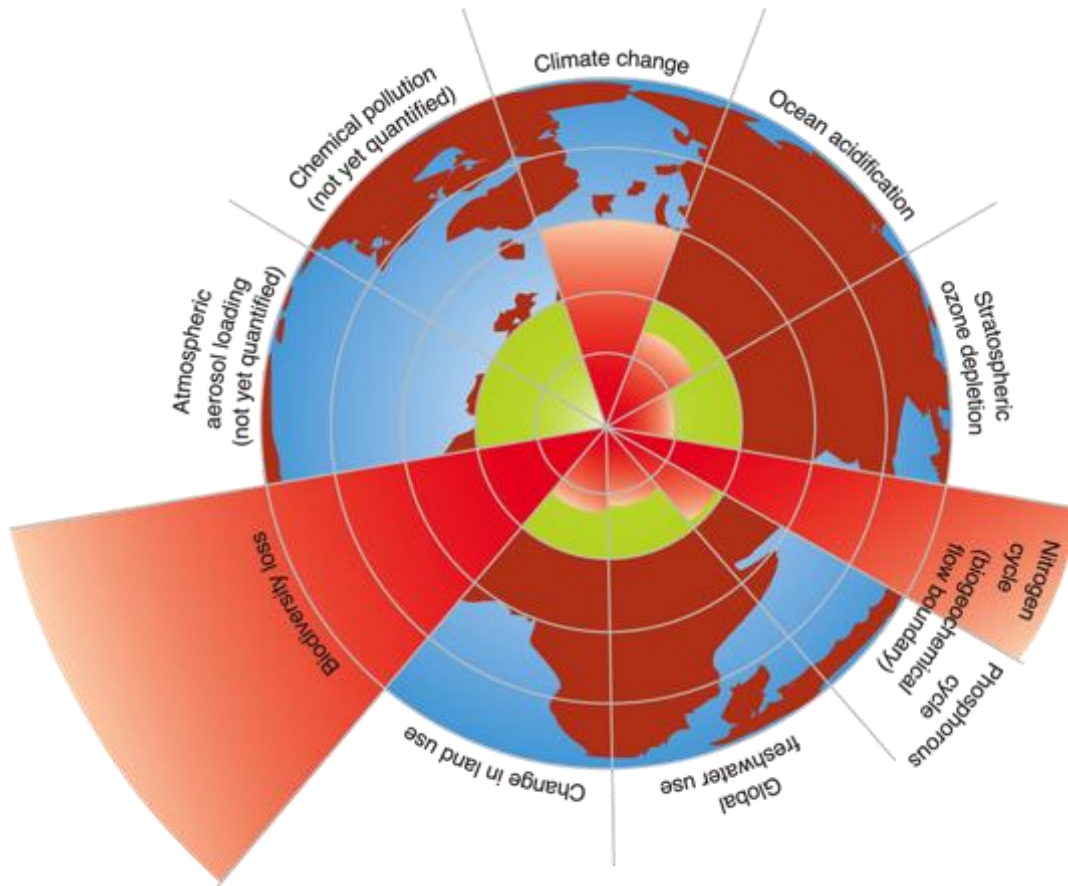 Climate change
Ocean acidification
Stratospheric
ozone depletion
Nitrogen
cycle
(biogeochemical
flow boundary)
Phosphorous
cycle
Global
freshwater use
Change in land use
Biodiversity loss
Atmospheric
aerosol loading
(not yet quantified)
Chemical pollution
(not yet quantified)